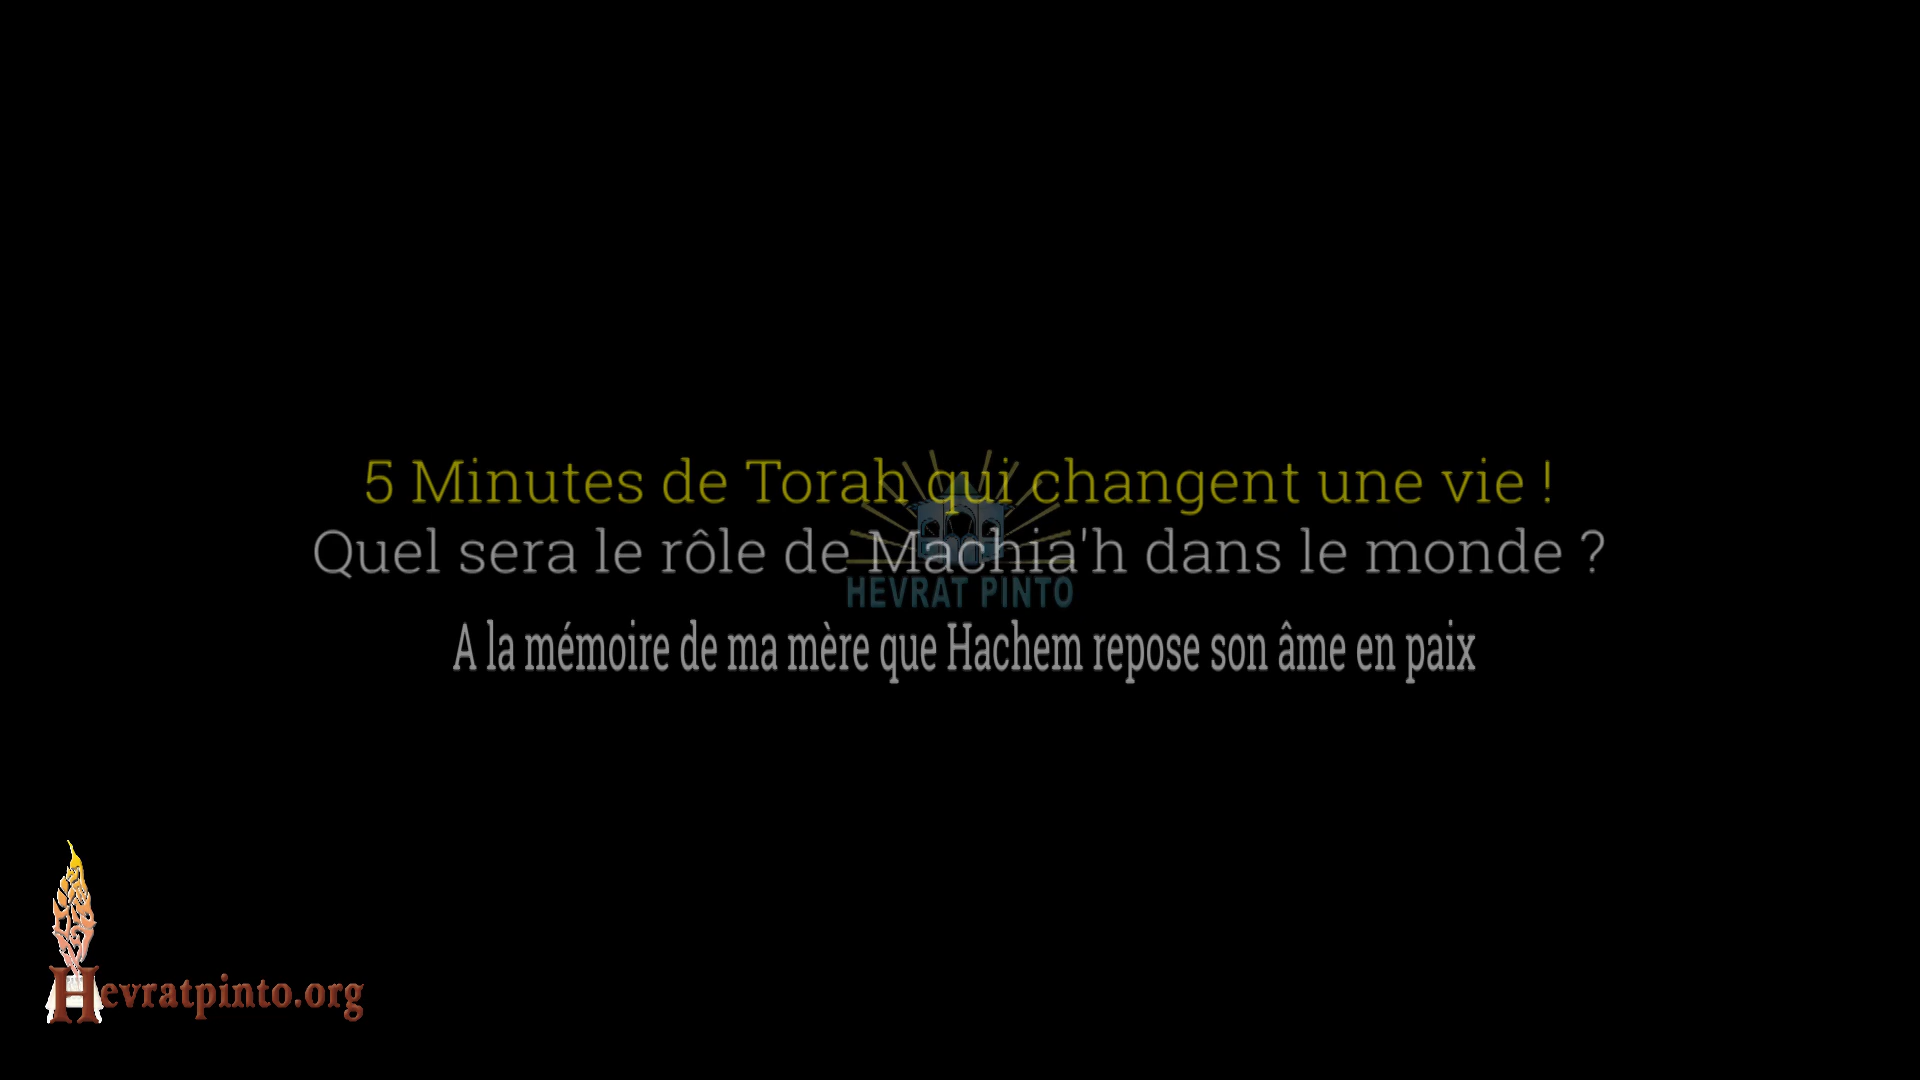 5 Minutes de Torah qui changent une vie !
Quel sera le rôle de Machia'h dans le monde ?
HEVRAT PINTO
A la mémoire de ma mère que Hachem repose son âme en paix
Hevratpinto.org